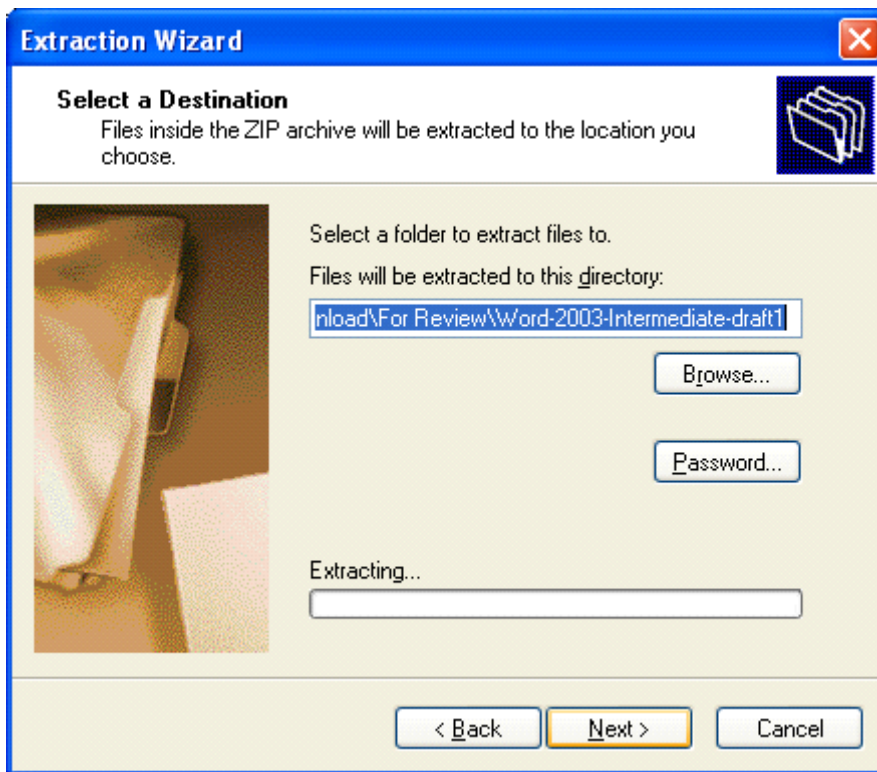 Extraction Wizard
Select a Destination
Files inside the ZIP archive will be extracted to the location you
choose.
Select a folder to extract files to.
Files will be extracted to this directory:
nload\For Review\Word-2003-Intermediate-draft1
Browse...
Password...
Extracting...
< Back
Next >
Cancel